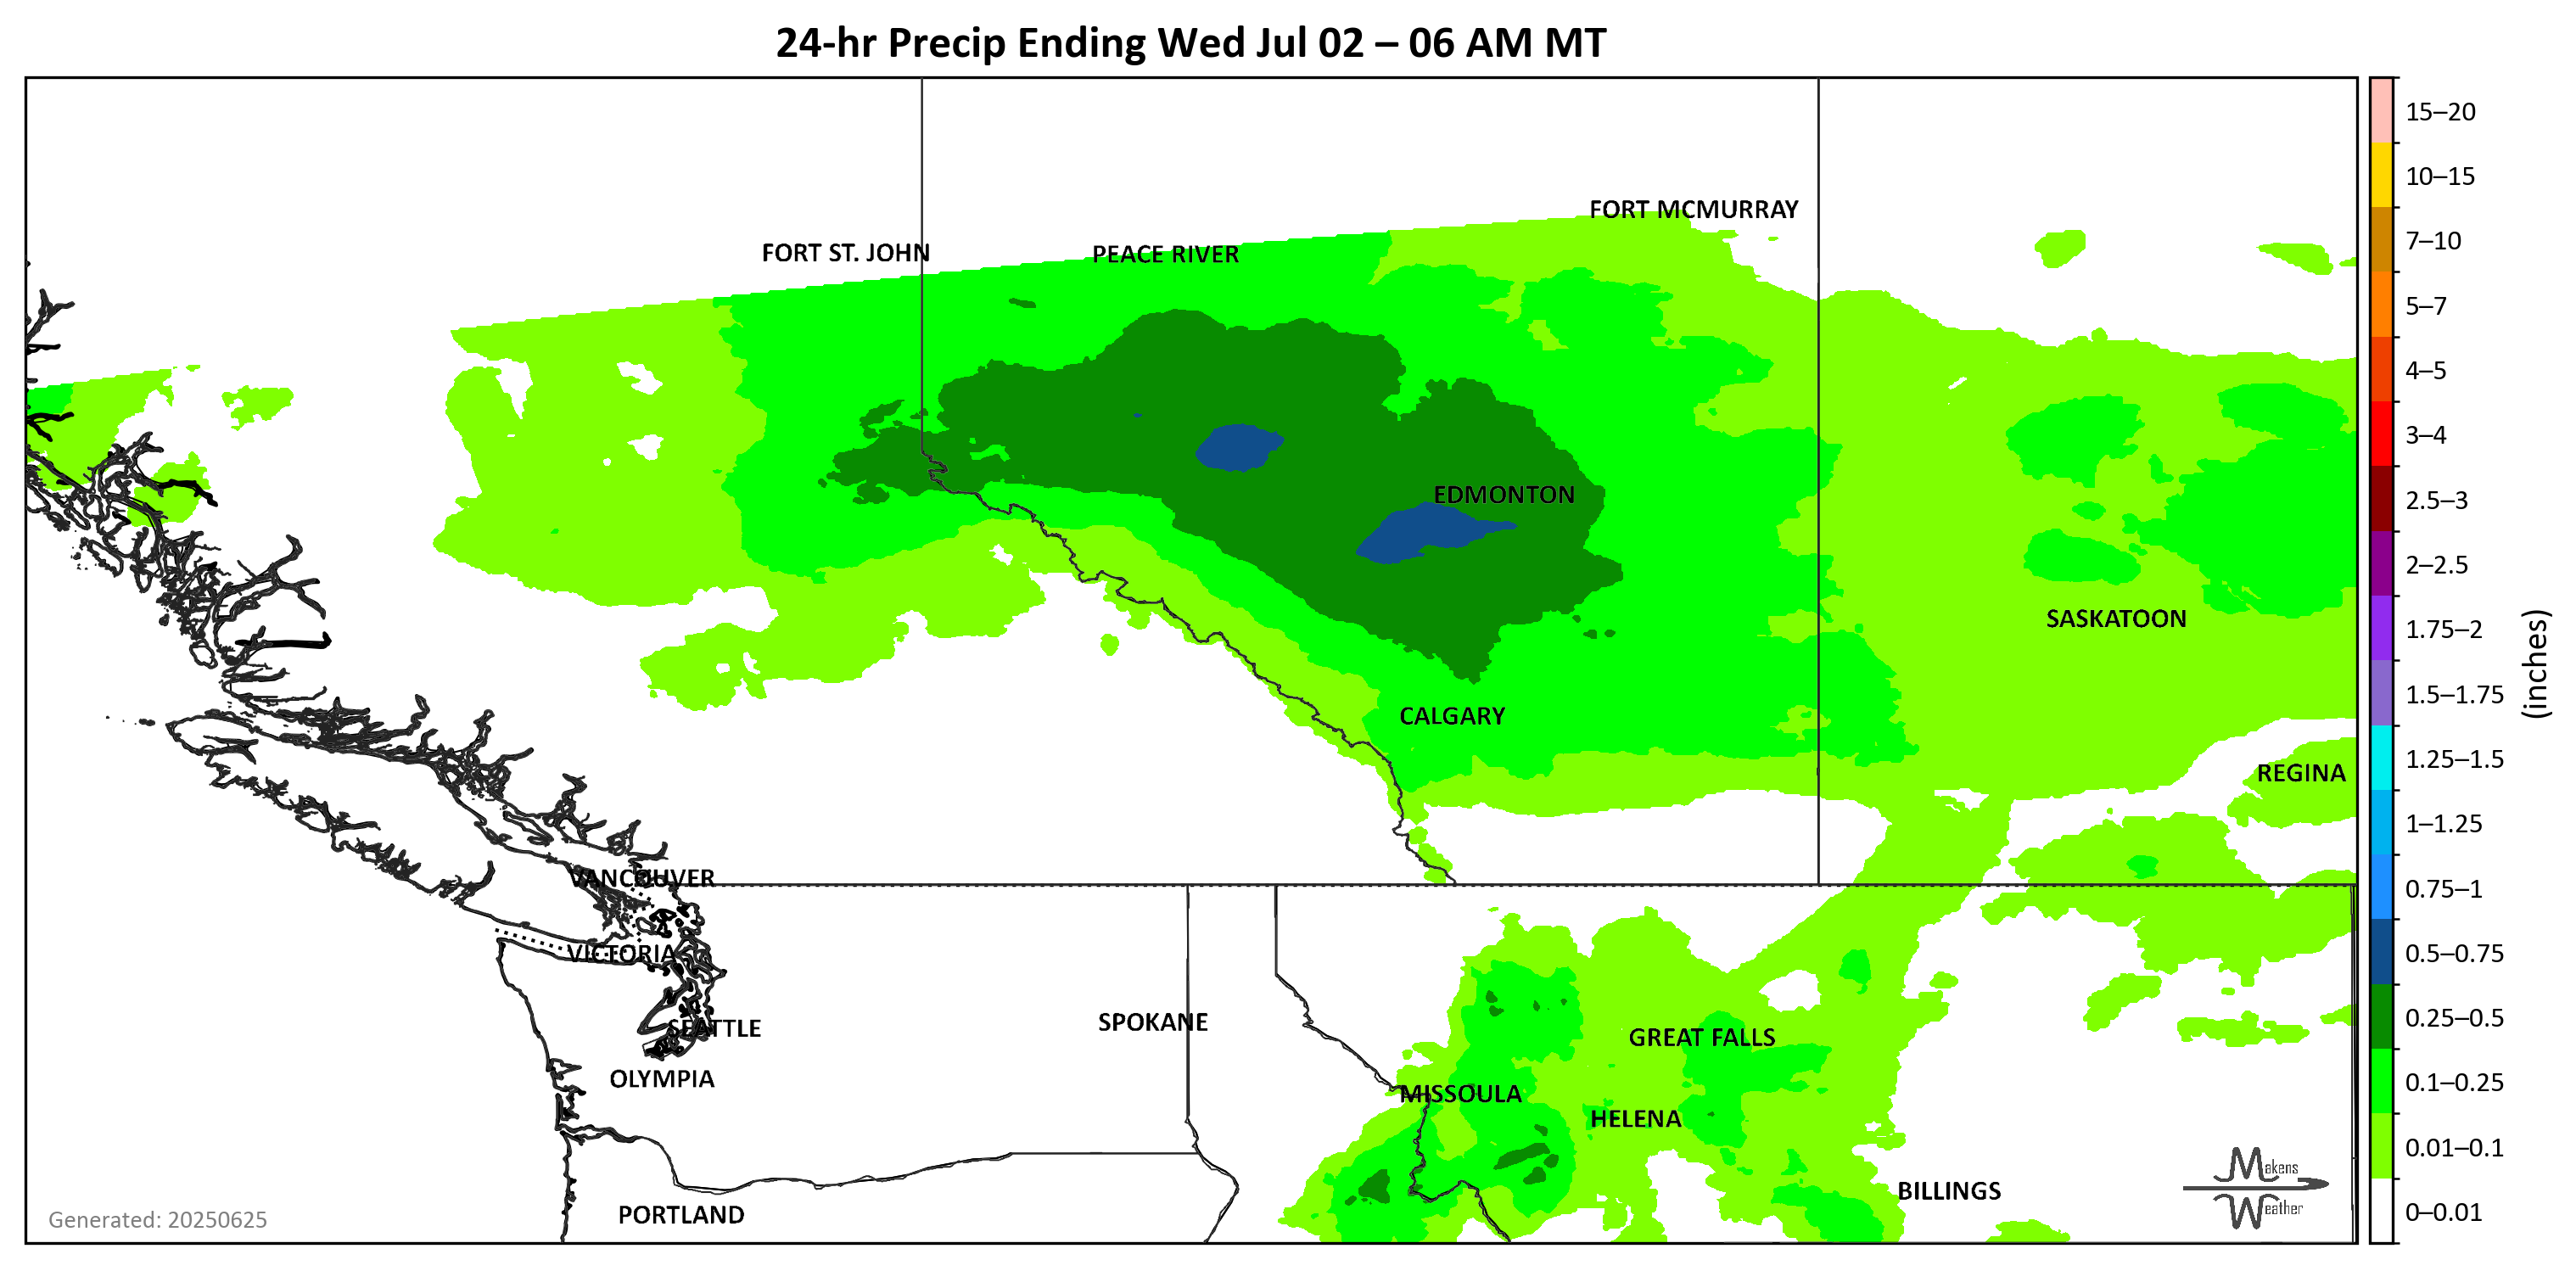 24-hr Precip Ending Wed Jul 02 – 06 AM MT
15–20
10–15
7–10
5–7
4–5
3–4
2.5–3
2–2.5
1.75–2
1.5–1.75
1.25–1.5
1–1.25
0.75–1
0.5–0.75
0.25–0.5
0.1–0.25
0.01–0.1
0–0.01
(inches)
FORT MCMURRAY
FORT ST. JOHN
PEACE RIVER
EDMONTON
SASKATOON
CALGARY
REGINA
VANCOUVER
VICTORIA
SEATTLE
SPOKANE
GREAT FALLS
OLYMPIA
MISSOULA
HELENA
BILLINGS
PORTLAND
Makens
Weather
Generated: 20250625